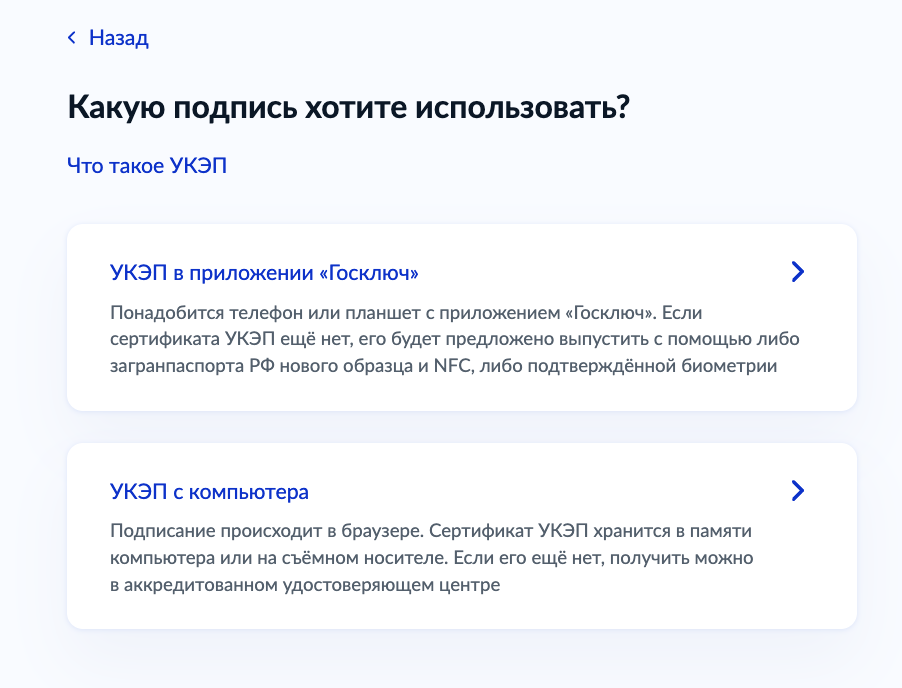 Назад
Какую подпись хотите использовать?
Что такое УКЭП
УКЭП в приложении «Госключ»
Понадобится телефон или планшет с приложением «Госключ». Если
сертификата УКЭП ещё нет, его будет предложено выпустить с помощью либо
загранпаспорта РФ нового образца и NFC, либо подтверждённой биометрии
УКЭП с компьютера
Подписание происходит в браузере. Сертификат УКЭП хранится в памяти
компьютера или на съёмном носителе. Если его ещё нет, получить можно
в аккредитованном удостоверяющем центре